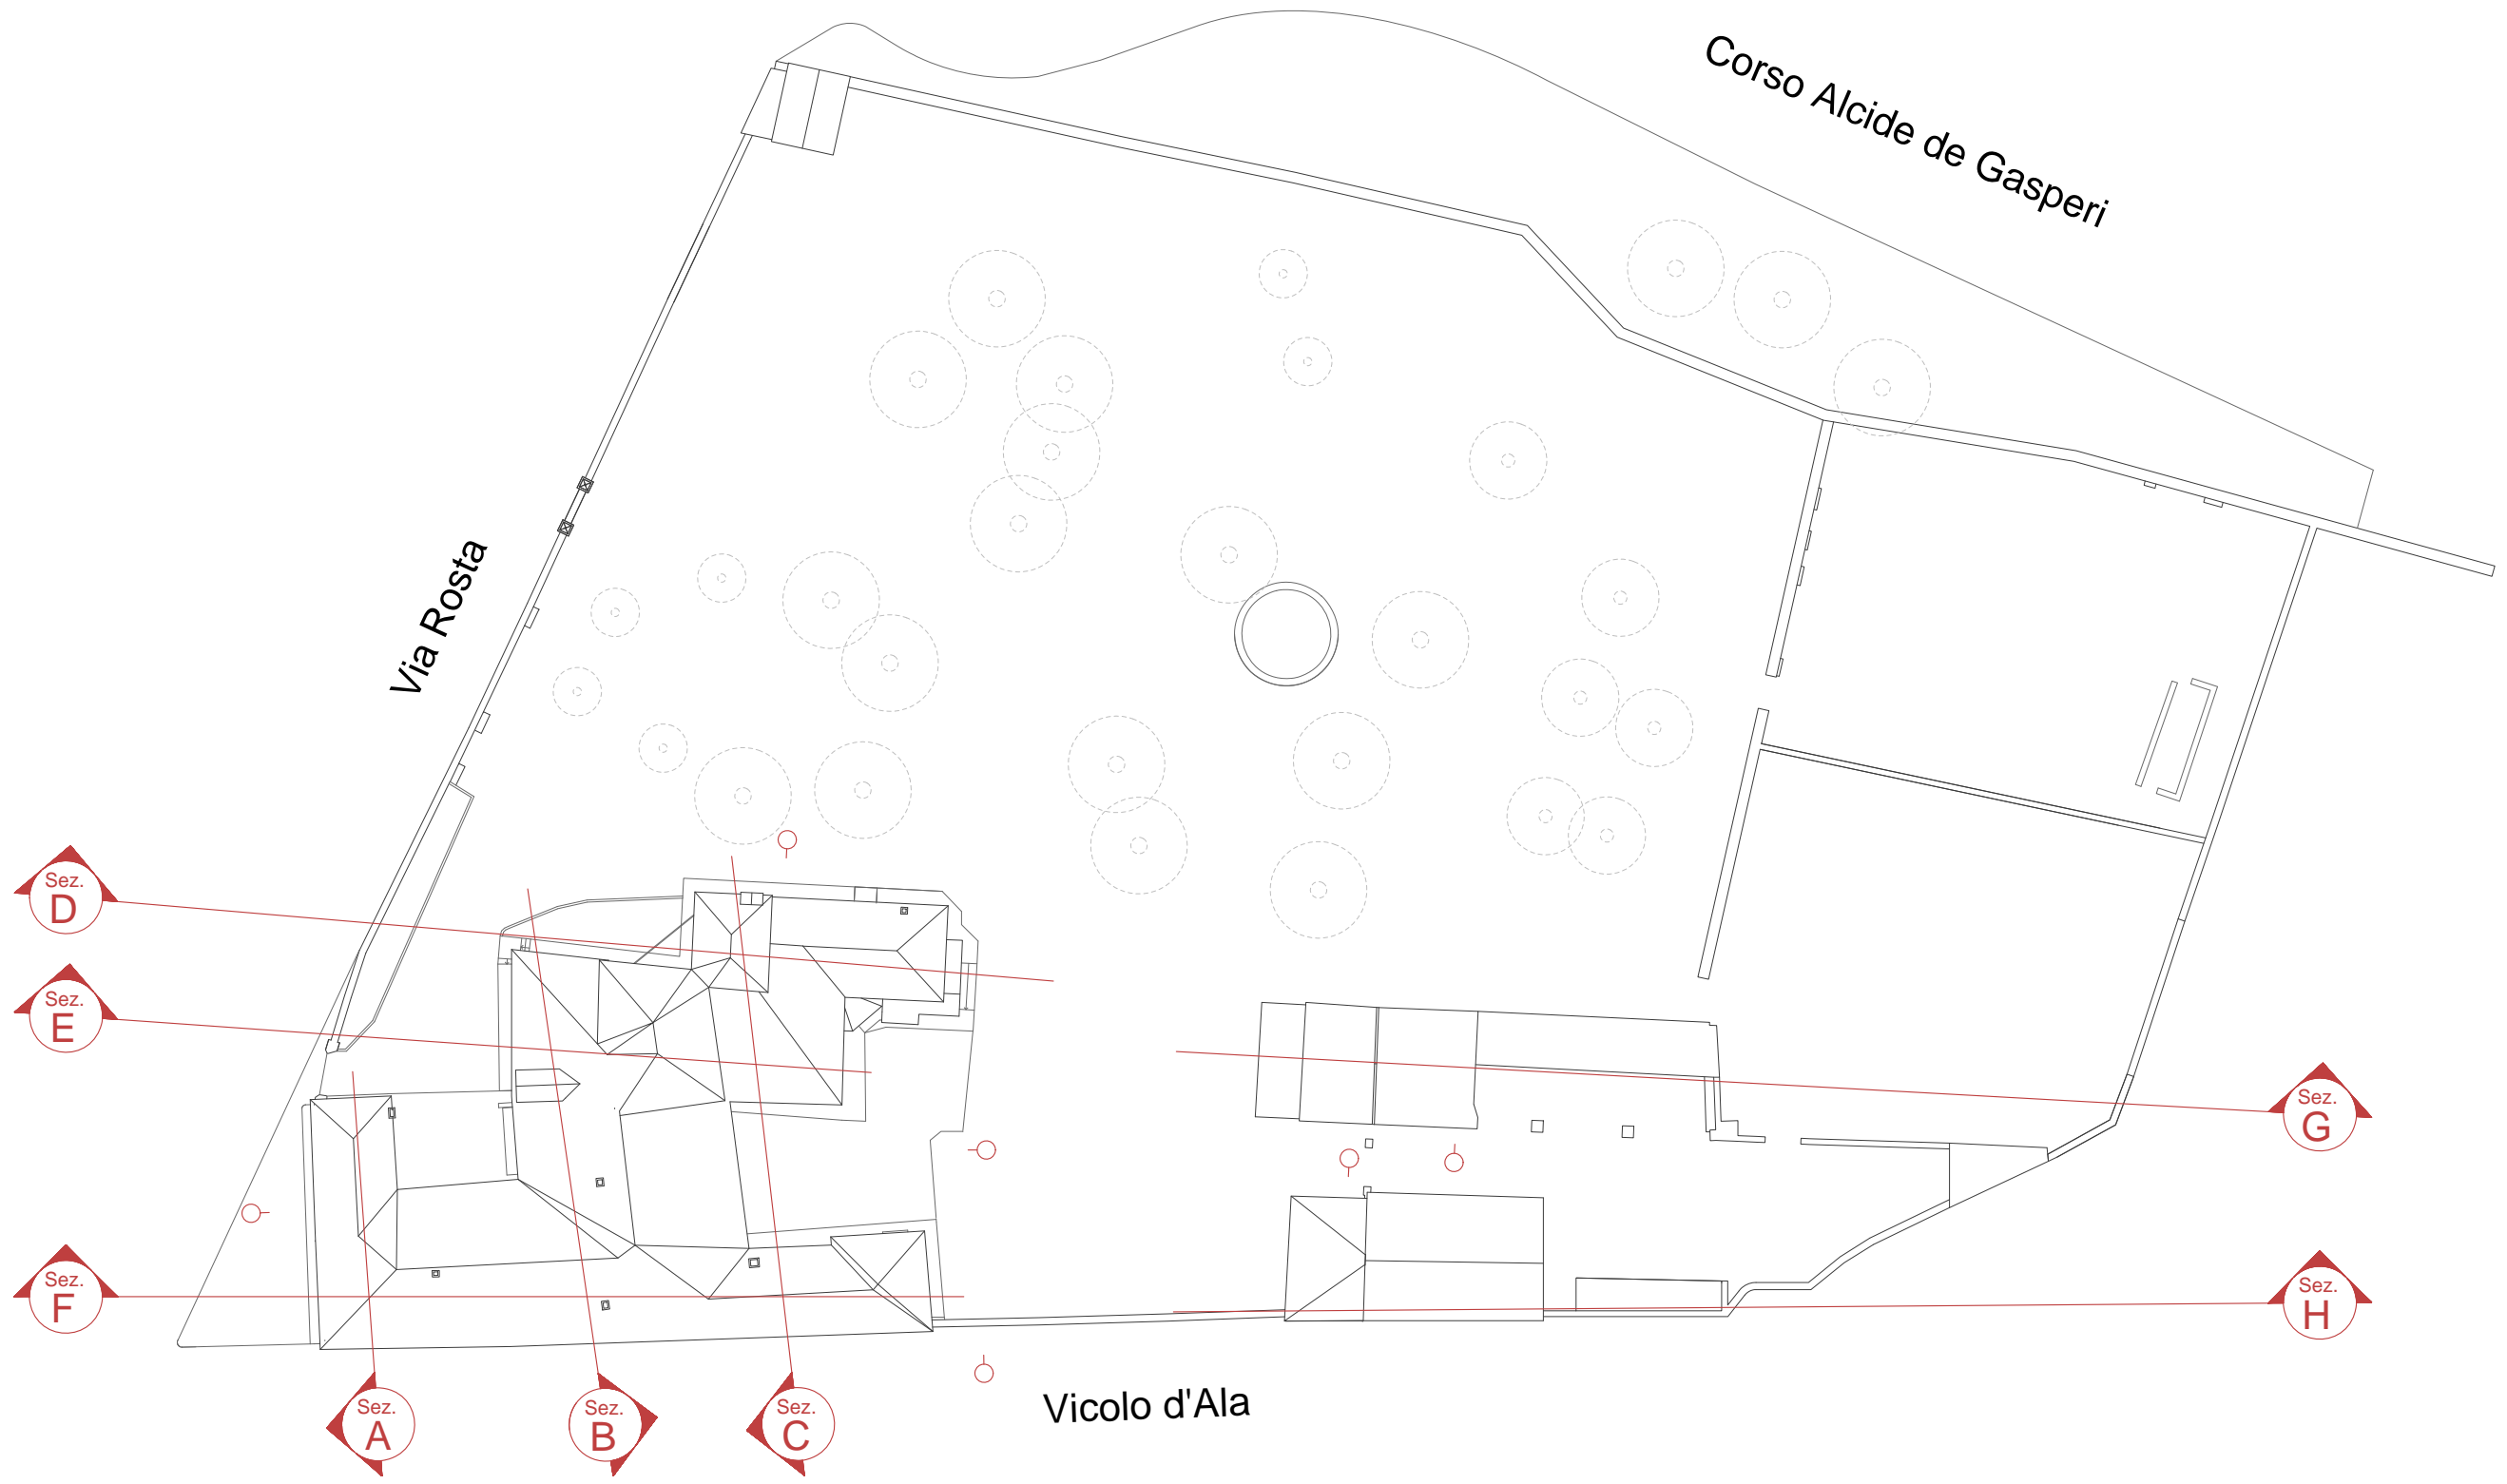 Corso Alcide de Gasperi
Via Rosta
Sez.
D
Sez.
E
Sez.
G
Sez.
F
Sez.
H
Sez.
A
Sez.
B
Sez.
C
Vicolo d'Ala